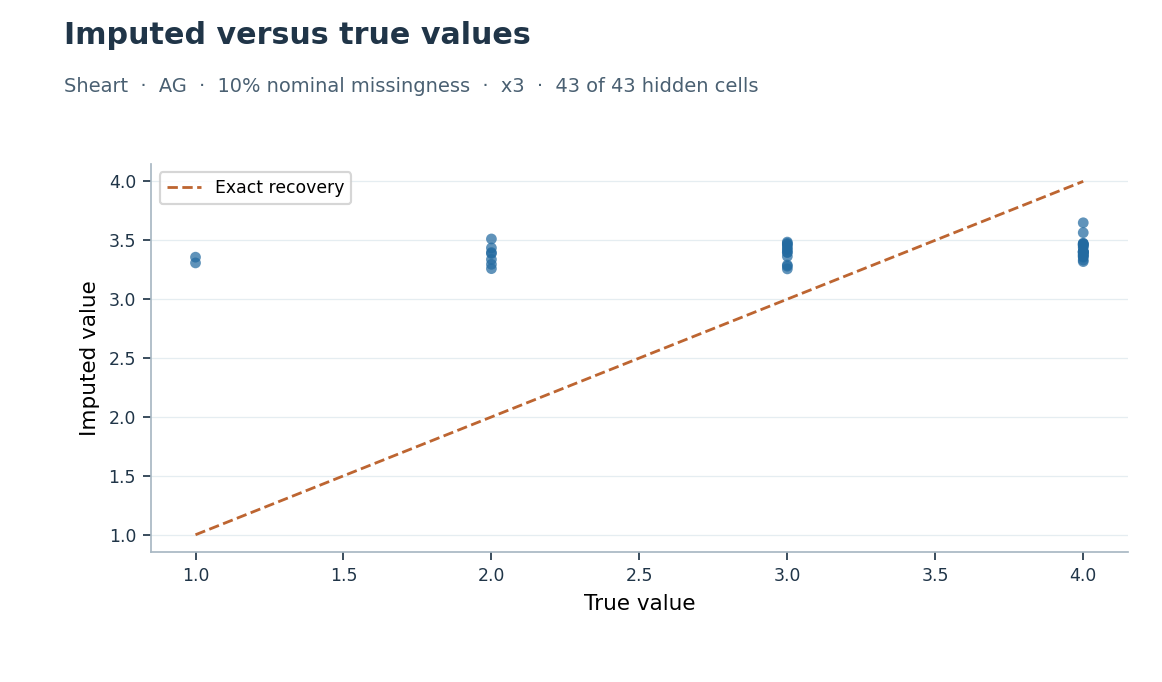 Imputed versus true values
Sheart · AG · 10% nominal missingness · x3 · 43 of 43 hidden cells
Exact recovery
4.0
3.5
3.0
2.5
2.0
1.5
1.0
Imputed value
1.0 1.5 2.0 2.5 3.0 3.5 4.0
True value